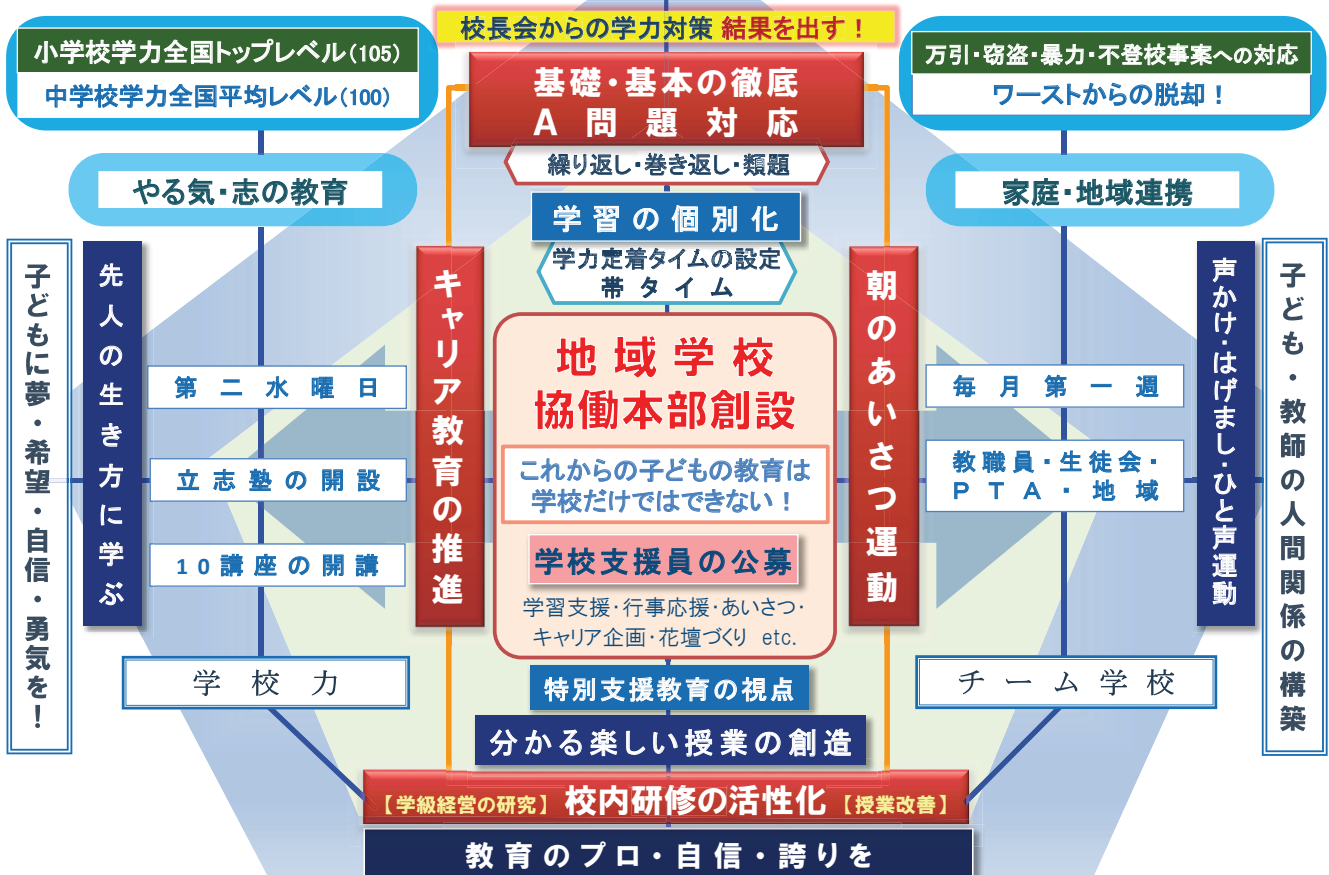 校長会からの学力対策 結果を出す！
小学校学力全国トップレベル（105）
中学校学力全国平均レベル（100）
万引・窃盗・暴力・不登校事案への対応
ワーストからの脱却！
基礎・基本の徹底
A問題対応
繰り返し・巻き返し・類題
やる気・志の教育
家庭・地域連携
学習の個別化
学力定着タイムの設定
帯タイム
子どもに夢・希望・自信・勇気を！
先人の生き方に学ぶ
第二水曜日
立志塾の開設
10講座の開講
キャリア教育の推進
地域学校
協働本部創設
これからの子どもの教育は
学校だけではできない！
学校支援員の公募
学習支援・行事応援・あいさつ・
キャリア企画・花壇づくり etc.
朝のあいさつ運動
毎月第一週
教職員・生徒会・
PTA・地域
声かけ・はげまし・ひと声運動
子ども・教師の人間関係の構築
学校力
チーム学校
特別支援教育の視点
分かる楽しい授業の創造
【学級経営の研究】校内研修の活性化【授業改善】
教育のプロ・自信・誇りを